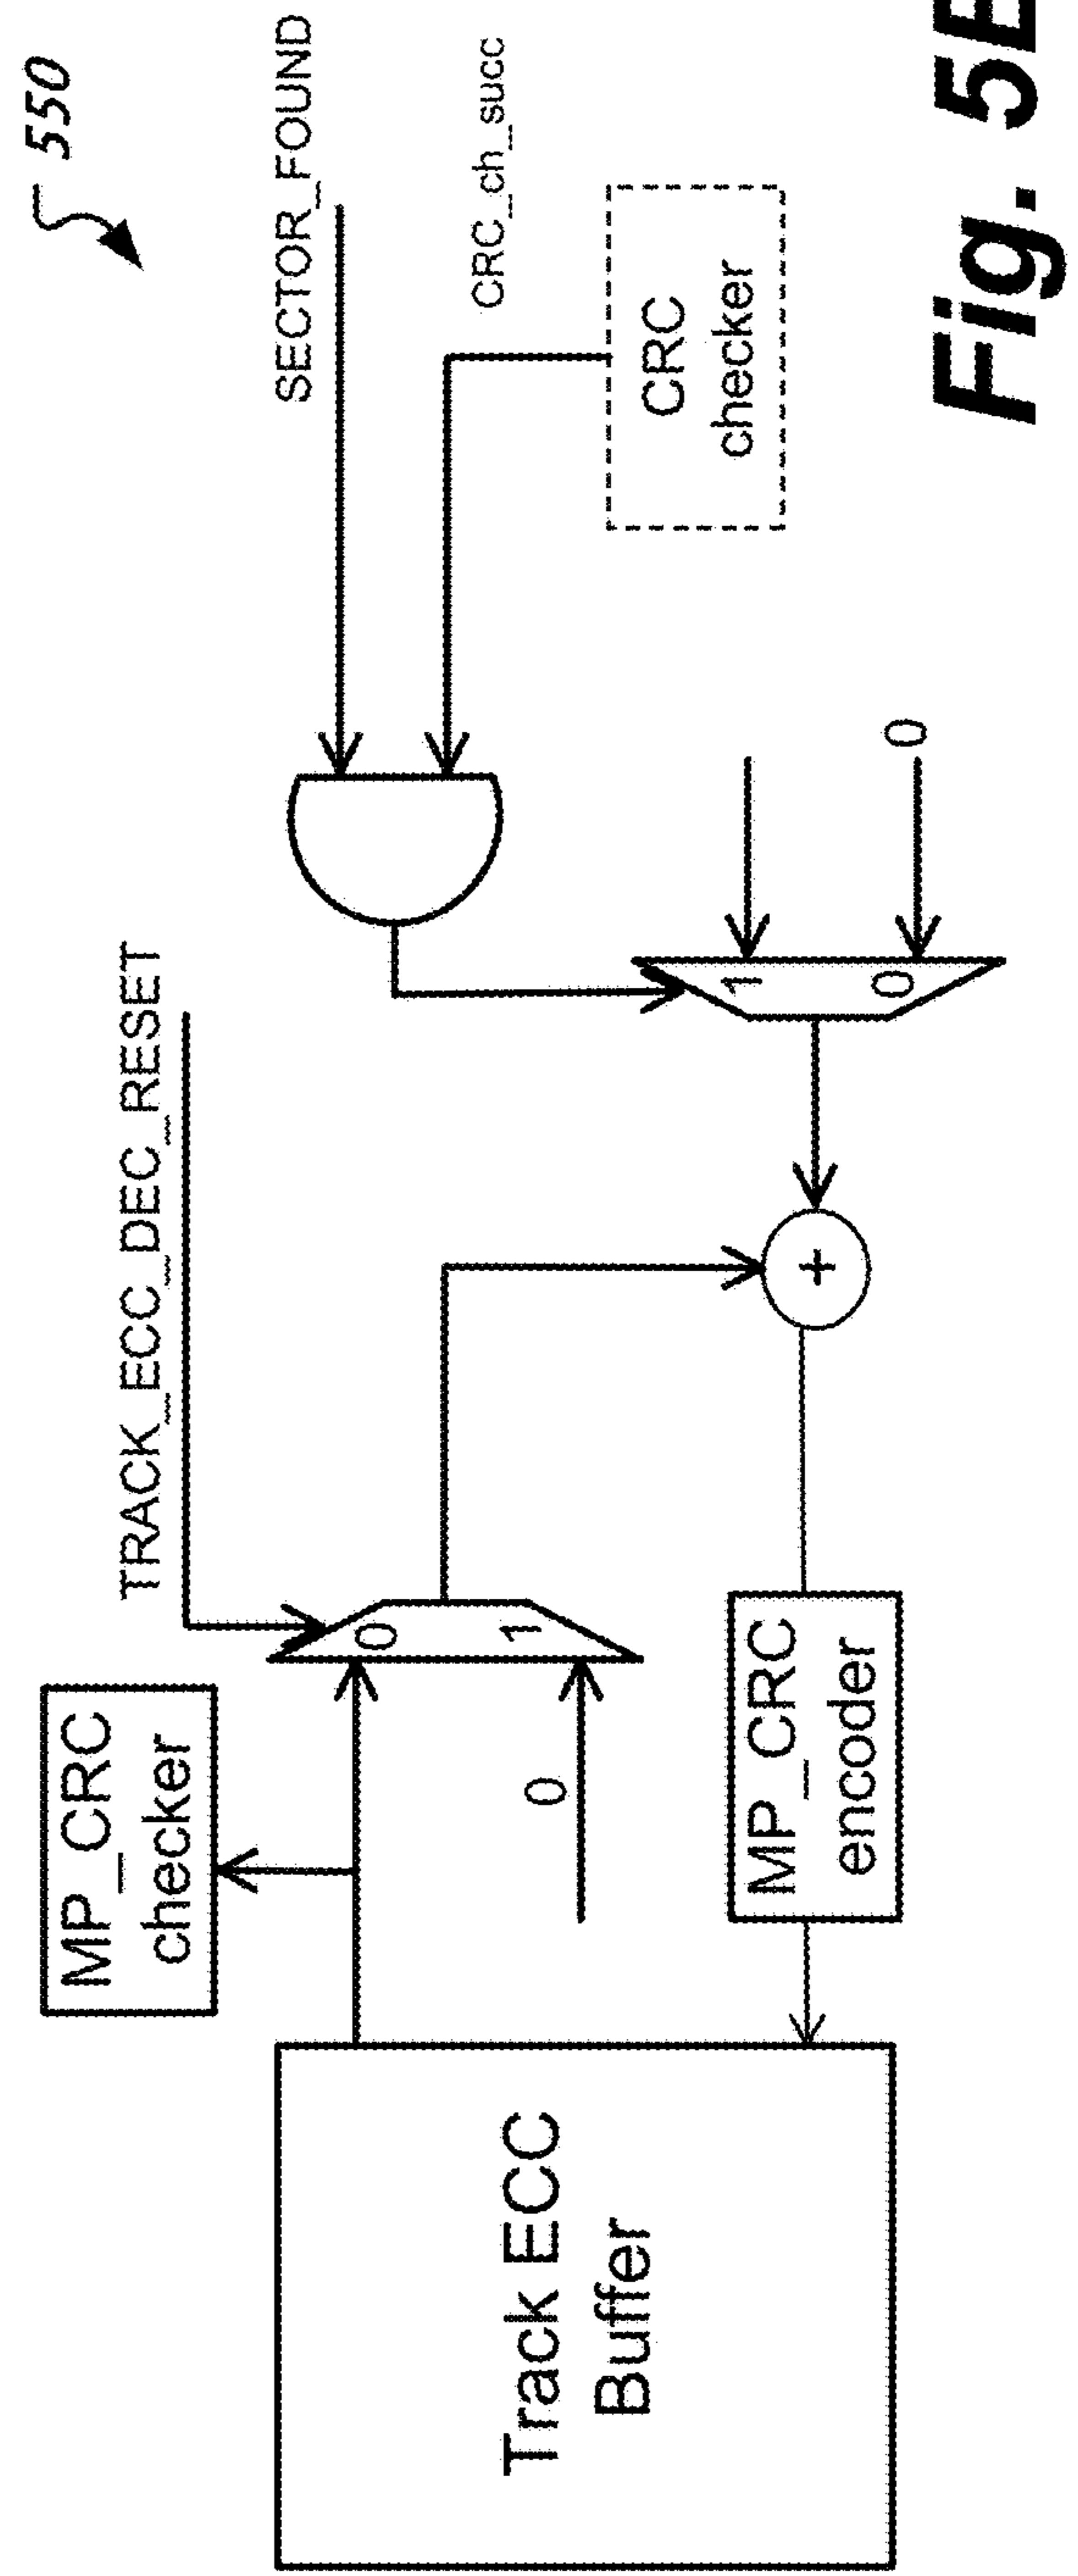 550
SECTOR_FOUND
CRC_ch_succ
CRC
checker
TRACK_ECC_DEC_RESET
1
0
0
+
0
1
0
MP_CRC
checker
MP_CRC
encoder
Track ECC
Buffer
Fig. 5B